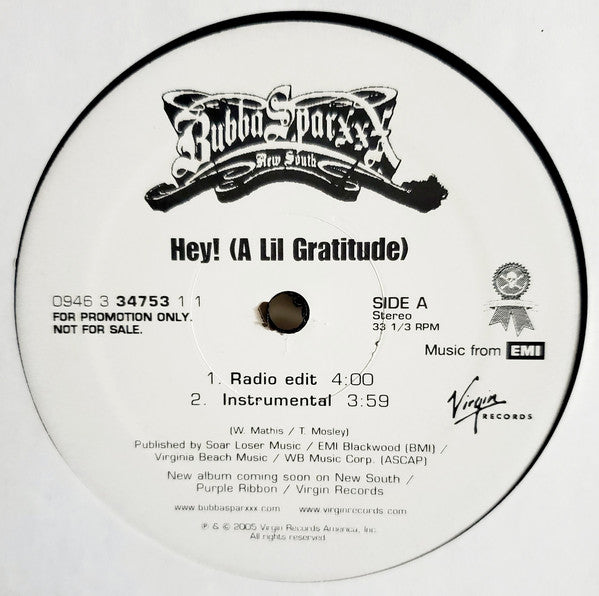 Bubba Sparxxx
New South
Hey! (A Lil Gratitude)
0946 3 34753 1 1
FOR PROMOTION ONLY.
NOT FOR SALE.
SIDE A
Stereo
33 1/3 RPM
Music from EMI
1. Radio edit 4:00
2. Instrumental 3:59
Virgin
RECORDS
(W. Mathis / T. Mosley)
Published by Soar Loser Music / EMI Blackwood (BMI) /
Virginia Beach Music / WB Music Corp. (ASCAP)
New album coming soon on New South /
Purple Ribbon / Virgin Records
www.bubbasparxxx.com www.virginrecords.com
℗ & © 2005 Virgin Records America, Inc.
All rights reserved